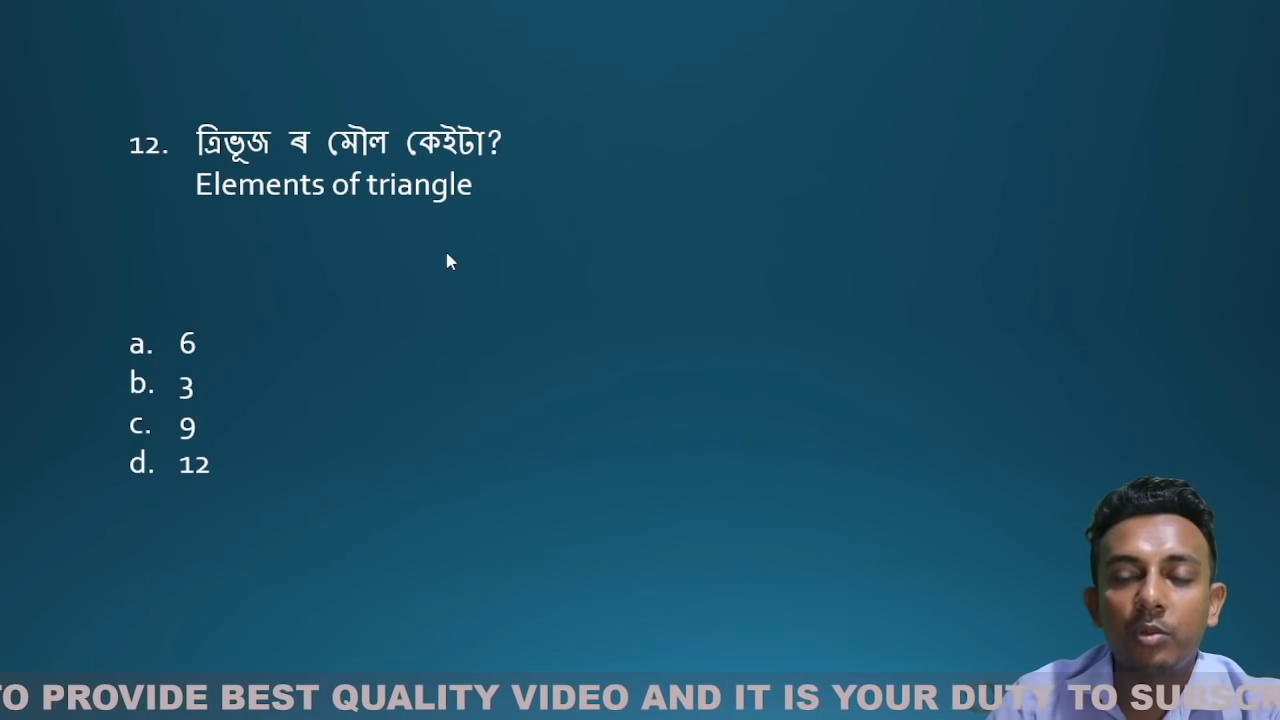 12. ত্রিভূজ ৰ মৌল কেইটা?
Elements of triangle
a. 6
b. 3
c. 9
d. 12
TO PROVIDE BEST QUALITY VIDEO AND IT IS YOUR DUTY TO